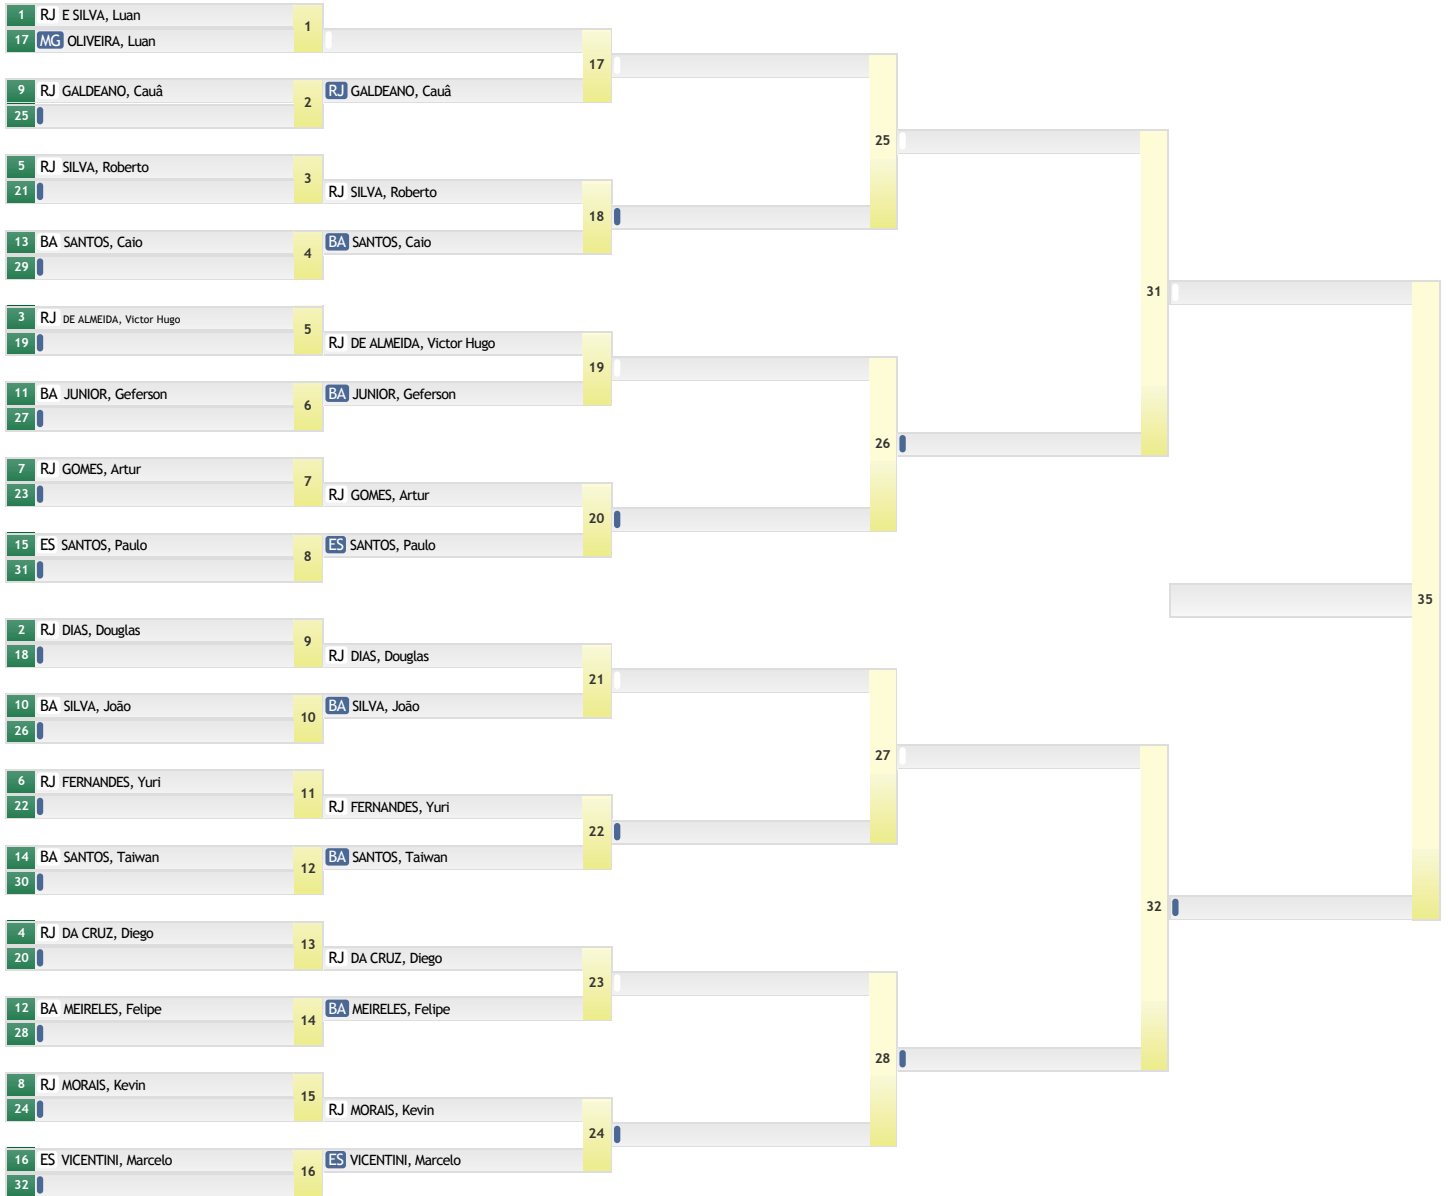 1 RJ E SILVA, Luan
17 MG OLIVEIRA, Luan
1
9 RJ GALDEANO, Cauâ
25
2
5 RJ SILVA, Roberto
21
3
13 BA SANTOS, Caio
29
4
3 RJ DE ALMEIDA, Victor Hugo
19
5
11 BA JUNIOR, Geferson
27
6
7 RJ GOMES, Artur
23
7
15 ES SANTOS, Paulo
31
8
2 RJ DIAS, Douglas
18
9
10 BA SILVA, João
26
10
6 RJ FERNANDES, Yuri
22
11
14 BA SANTOS, Taiwan
30
12
4 RJ DA CRUZ, Diego
20
13
12 BA MEIRELES, Felipe
28
14
8 RJ MORAIS, Kevin
24
15
16 ES VICENTINI, Marcelo
32
16
RJ GALDEANO, Cauâ
17
RJ SILVA, Roberto
BA SANTOS, Caio
18
RJ DE ALMEIDA, Victor Hugo
BA JUNIOR, Geferson
19
RJ GOMES, Artur
ES SANTOS, Paulo
20
RJ DIAS, Douglas
BA SILVA, João
21
RJ FERNANDES, Yuri
BA SANTOS, Taiwan
22
RJ DA CRUZ, Diego
BA MEIRELES, Felipe
23
RJ MORAIS, Kevin
ES VICENTINI, Marcelo
24
25
26
27
28
31
32
35